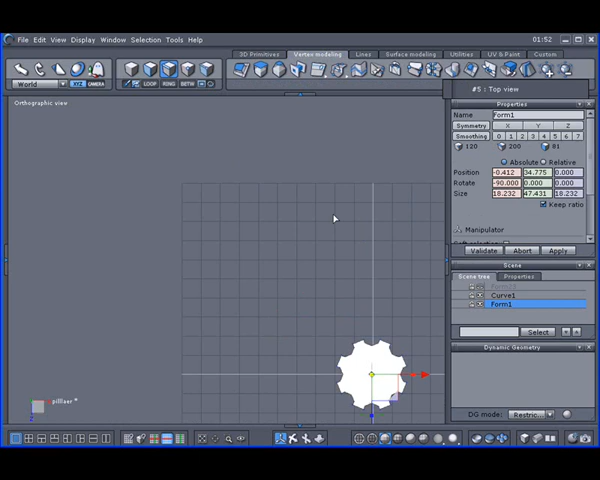 File Edit View Display Window Selection Tools Help 01:52
3D Primitives Vertex modeling Lines Surface modeling Utilities UV & Paint Custom
World XYZ CAMERA LOOP RING BETW
#5 : Top view
Orthographic view
Properties
Name Form1
Symmetry X Y Z
Smoothing 0 1 2 3 4 5 6 7
120 200 81
Absolute Relative
Position -0.412 34.775 0.000
Rotate -90.000 0.000 0.000
Size 18.232 47.431 18.232
Keep ratio
Manipulator
Validate Abort Apply
Scene
Scene tree Properties
Curve1
Form1
Select
Dynamic Geometry
DG mode: Restric...
pilllaer *
Z